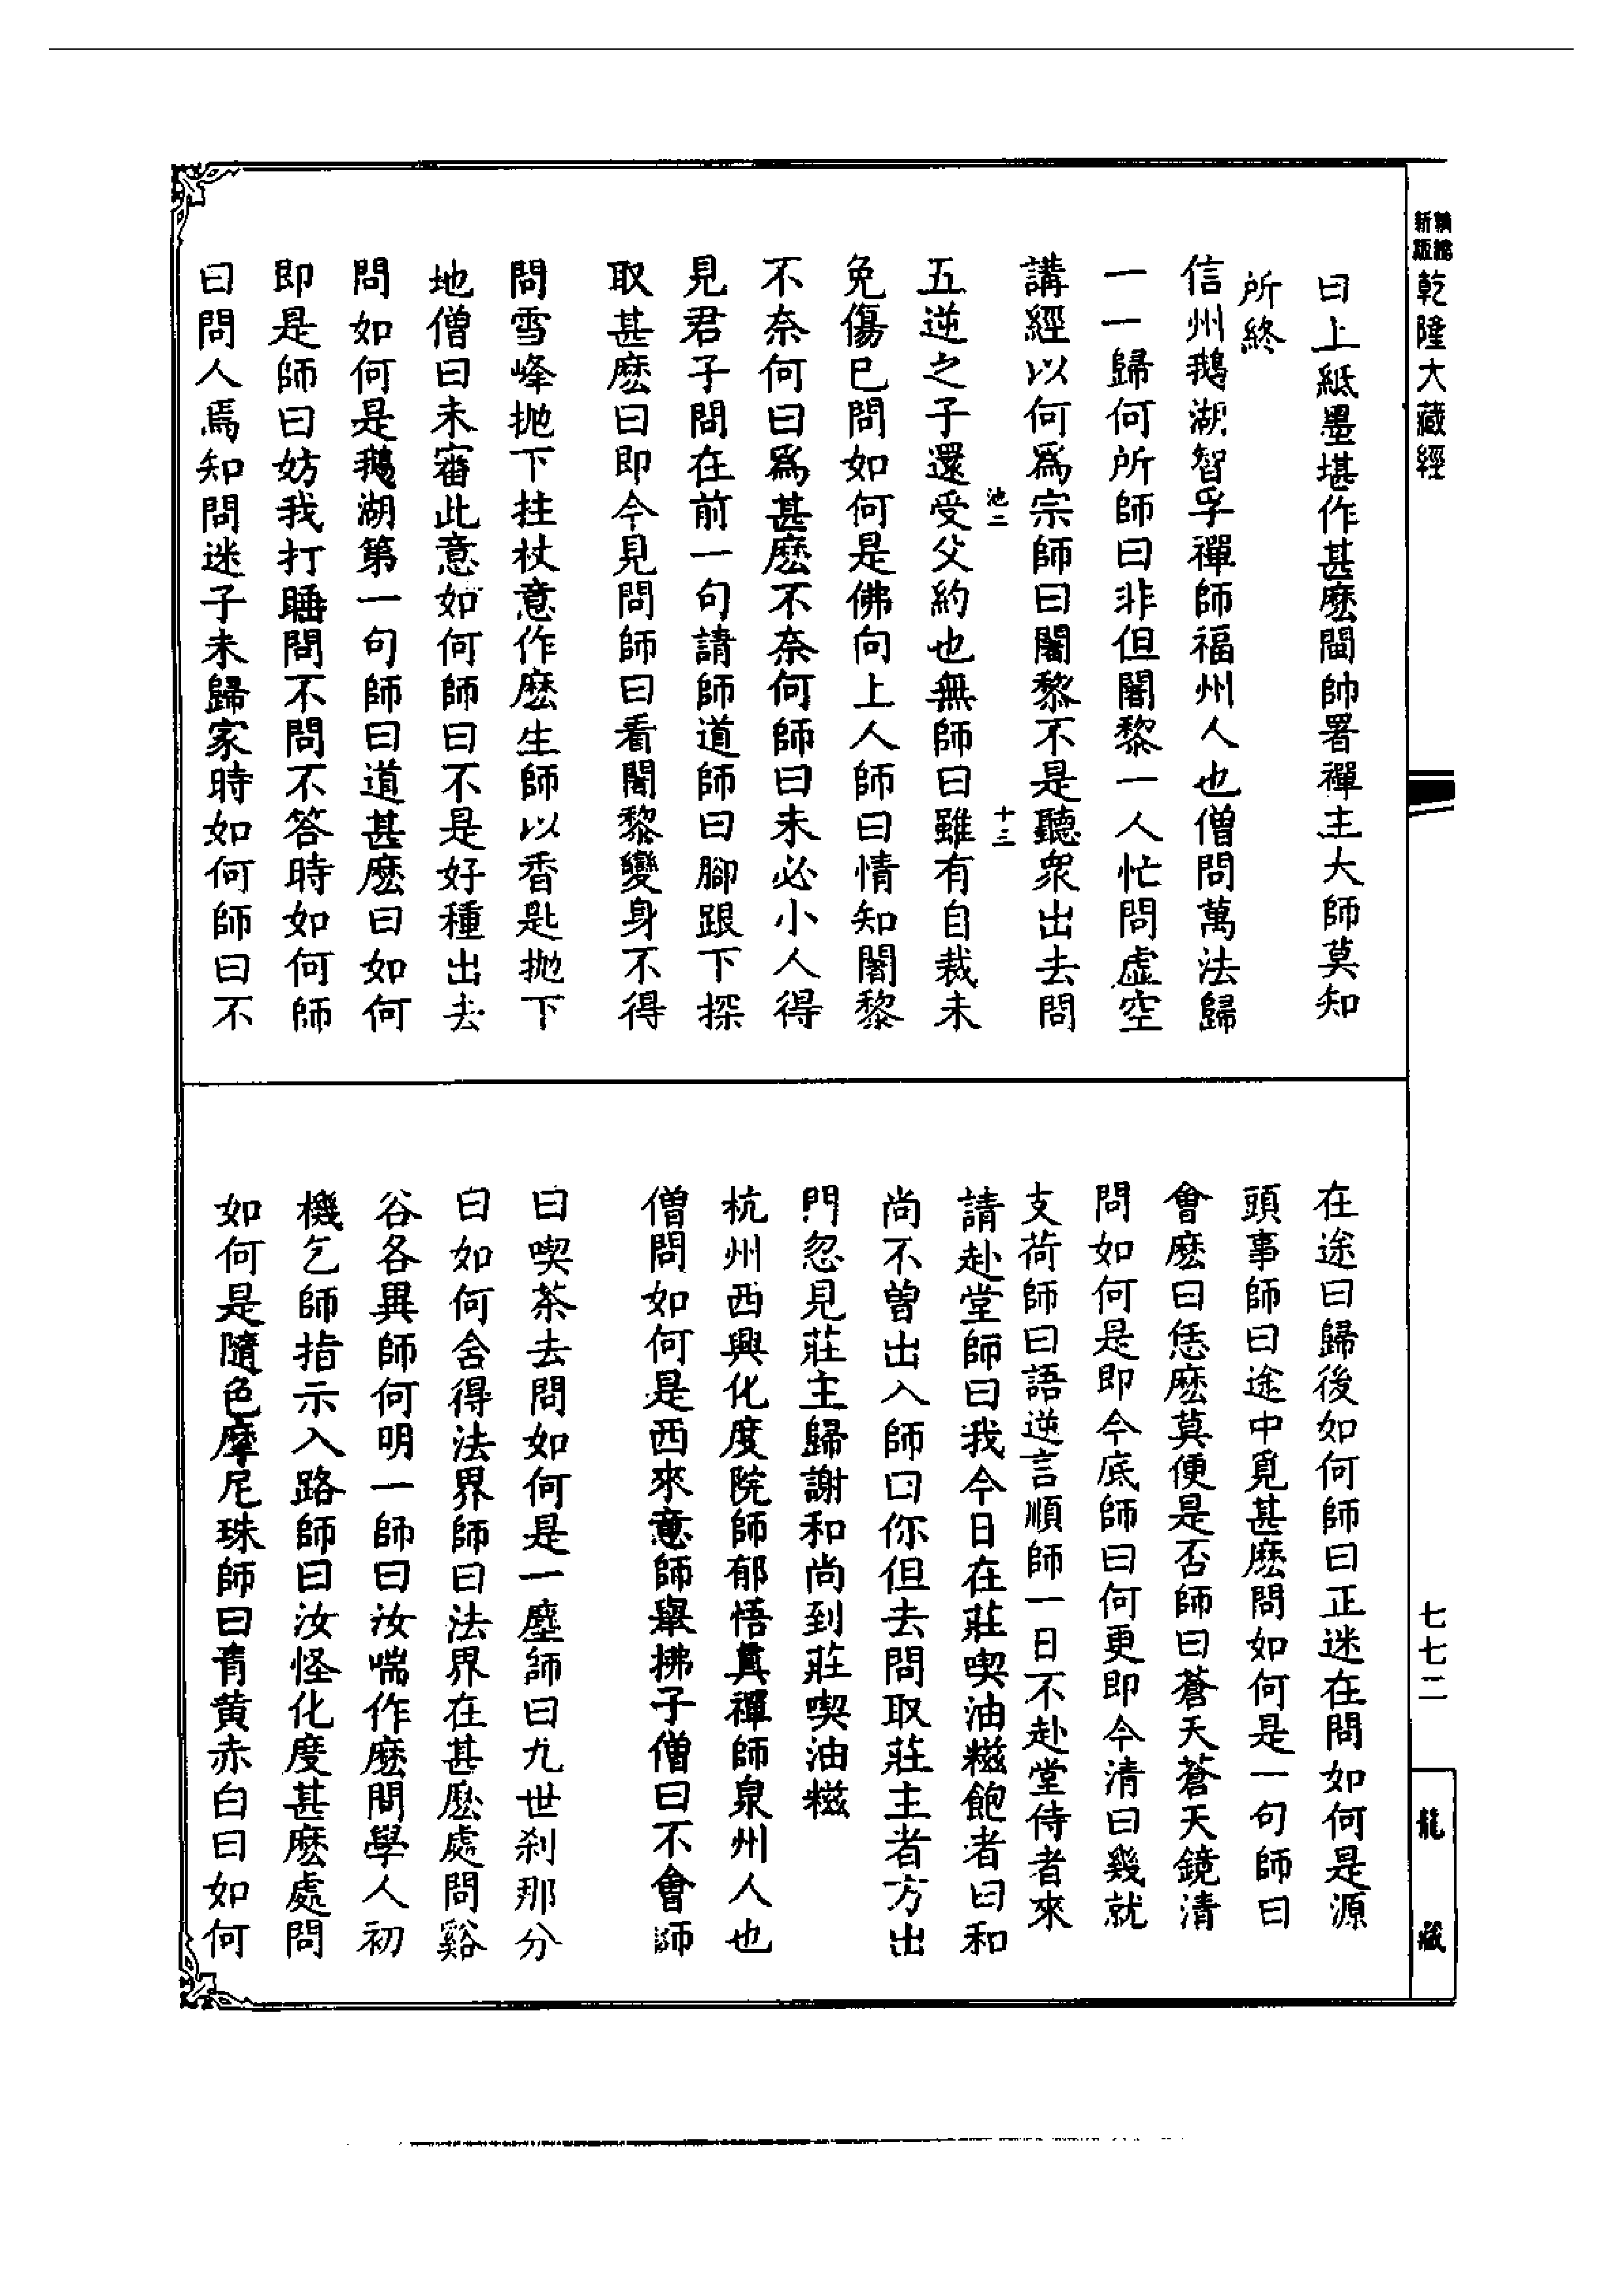 新編縮版
乾隆大藏經
曰上紙墨堪作甚麽閩帥署禪主大師莫知
所終
信州鵝湖智孚禪師福州人也僧問萬法歸
一一歸何所師曰非但闍黎一人忙問虛空
講經以何爲宗師曰闍黎不是聽衆出去問
池二
十三
五逆之子還受父約也無師曰雖有自裁未
免傷已問如何是佛向上人師曰情知闍黎
不奈何曰爲甚麽不奈何師曰未必小人得
見君子問在前一句請師道師曰腳跟下探
取甚麽曰即今見問師曰看闍黎變身不得
問雪峰拋下拄杖意作麽生師以香匙拋下
地僧曰未審此意如何師曰不是好種出去
問如何是鵝湖第一句師曰道甚麽曰如何
即是師曰妨我打睡問不問不答時如何師
曰問人焉知問迷子未歸家時如何師曰不
在途曰歸後如何師曰正迷在問如何是源
頭事師曰途中覓甚麽問如何是一句師曰
會麽曰恁麽莫便是否師曰蒼天蒼天鏡清
問如何是即今底師曰何更即今清曰幾就
支荷師曰語逆言順師一日不赴堂侍者來
請赴堂師曰我今日在莊喫油糍飽者曰和
尚不曾出入師曰你但去問取莊主者方出
門忽見莊主歸謝和尚到莊喫油糍
杭州西興化度院師郁悟真禪師泉州人也
僧問如何是西來意師舉拂子僧曰不會師
曰喫茶去問如何是一塵師曰九世刹那分
曰如何含得法界師曰法界在甚麽處問谿
谷各異師何明一師曰汝喘作麽問學人初
機乞師指示入路師曰汝怪化度甚麽處問
如何是隨色摩尼珠師曰青黃赤白曰如何
七七二
龍藏